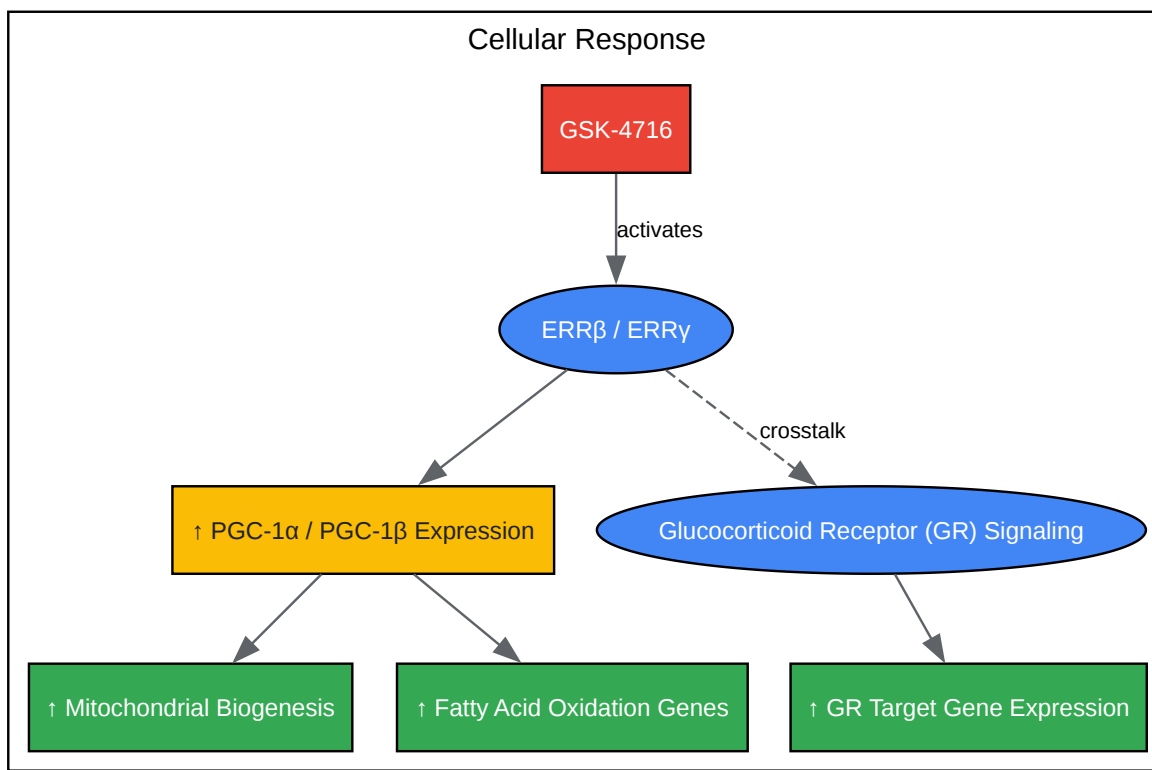 Cellular Response
GSK-4716
activates
ERRβ / ERRγ
crosstalk
↑ PGC-1α / PGC-1β Expression
Glucocorticoid Receptor (GR) Signaling
↑ Mitochondrial Biogenesis
↑ Fatty Acid Oxidation Genes
↑ GR Target Gene Expression